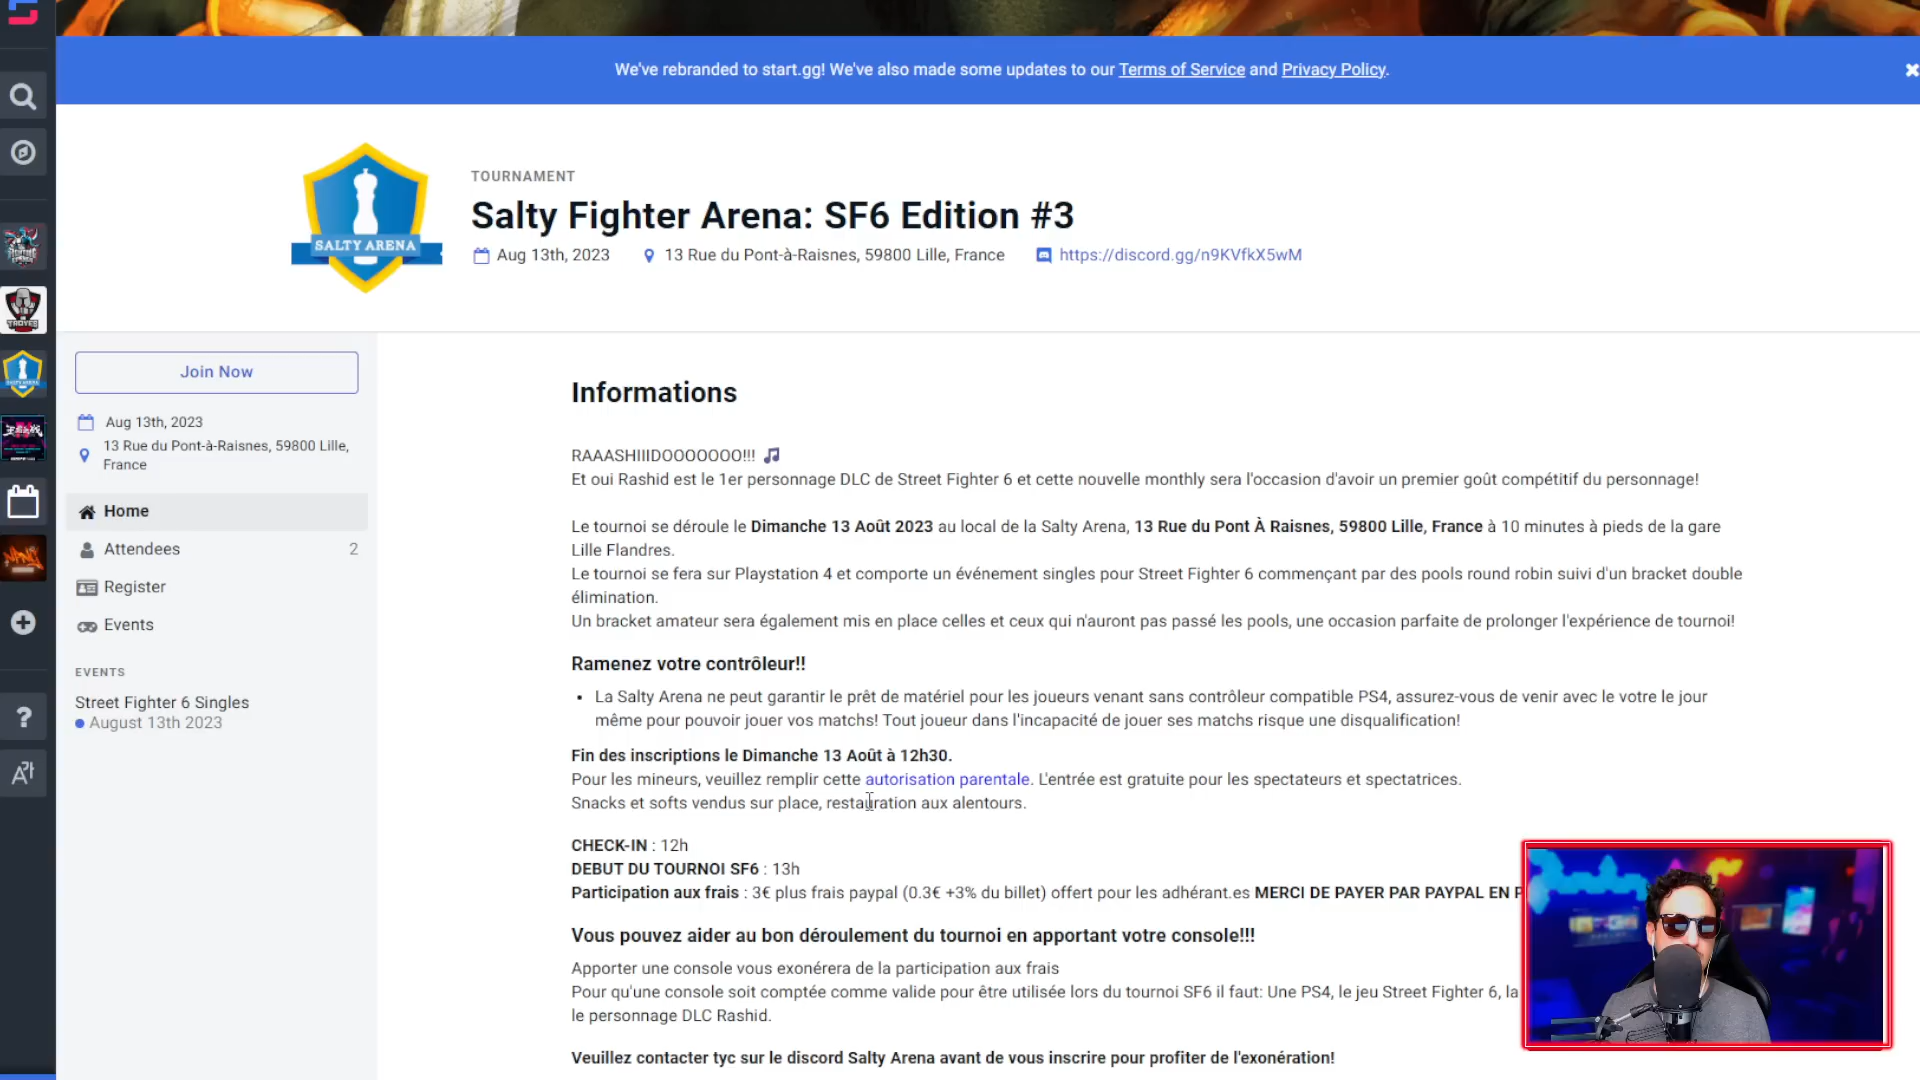 We've rebranded to start.gg! We've also made some updates to our Terms of Service and Privacy Policy.
SALTY ARENA
TOURNAMENT
Salty Fighter Arena: SF6 Edition #3
Aug 13th, 2023
13 Rue du Pont-à-Raisnes, 59800 Lille, France
https://discord.gg/n9KVfkX5wM
Join Now
Aug 13th, 2023
13 Rue du Pont-à-Raisnes, 59800 Lille,
France
Home
Attendees 2
Register
Events
EVENTS
Street Fighter 6 Singles
August 13th 2023
TROYES
Informations
RAAASHIIIDOOOOOOO!!!
Et oui Rashid est le 1er personnage DLC de Street Fighter 6 et cette nouvelle monthly sera l'occasion d'avoir un premier goût compétitif du personnage!
Le tournoi se déroule le Dimanche 13 Août 2023 au local de la Salty Arena, 13 Rue du Pont À Raisnes, 59800 Lille, France à 10 minutes à pieds de la gare
Lille Flandres.
Le tournoi se fera sur Playstation 4 et comporte un événement singles pour Street Fighter 6 commençant par des pools round robin suivi d'un bracket double
élimination.
Un bracket amateur sera également mis en place celles et ceux qui n'auront pas passé les pools, une occasion parfaite de prolonger l'expérience de tournoi!
Ramenez votre contrôleur!!
• La Salty Arena ne peut garantir le prêt de matériel pour les joueurs venant sans contrôleur compatible PS4, assurez-vous de venir avec le votre le jour
même pour pouvoir jouer vos matchs! Tout joueur dans l'incapacité de jouer ses matchs risque une disqualification!
Fin des inscriptions le Dimanche 13 Août à 12h30.
Pour les mineurs, veuillez remplir cette autorisation parentale. L'entrée est gratuite pour les spectateurs et spectatrices.
Snacks et softs vendus sur place, restauration aux alentours.
CHECK-IN : 12h
DEBUT DU TOURNOI SF6 : 13h
Participation aux frais : 3€ plus frais paypal (0.3€ +3% du billet) offert pour les adhérant.es MERCI DE PAYER PAR PAYPAL EN P
Vous pouvez aider au bon déroulement du tournoi en apportant votre console!!!
Apporter une console vous exonérera de la participation aux frais
Pour qu'une console soit comptée comme valide pour être utilisée lors du tournoi SF6 il faut: Une PS4, le jeu Street Fighter 6, la
le personnage DLC Rashid.
Veuillez contacter tyc sur le discord Salty Arena avant de vous inscrire pour profiter de l'exonération!